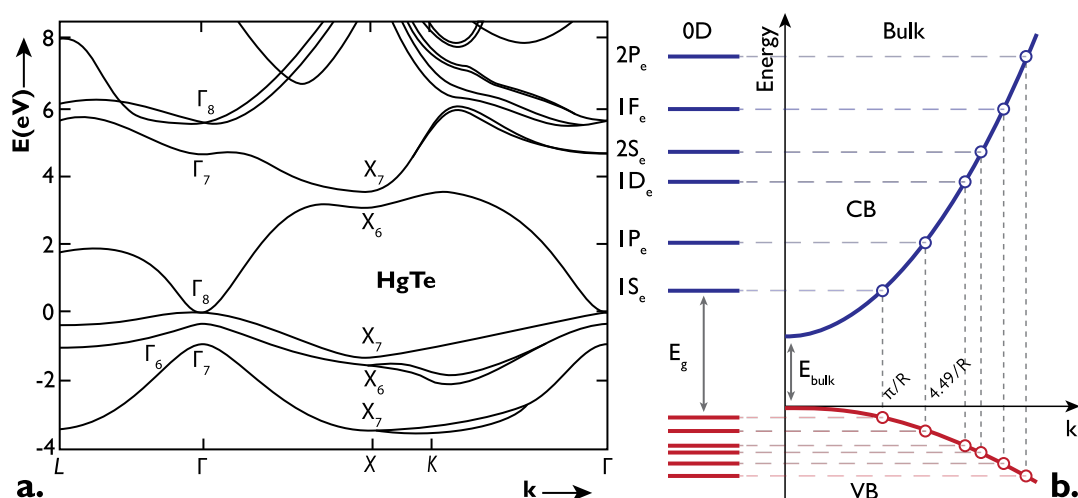 E(eV)
8
6
4
2
0
-2
-4
Γ8
Γ7
X7
X6
HgTe
Γ8
Γ6
Γ7
X7
X6
X7
L
Γ
X
K
Γ
a.
k
0D
Bulk
Energy
2Pe
1Fe
2Se
1De
1Pe
1Se
CB
Eg
Ebulk
π/R
4.49/R
k
VB
b.